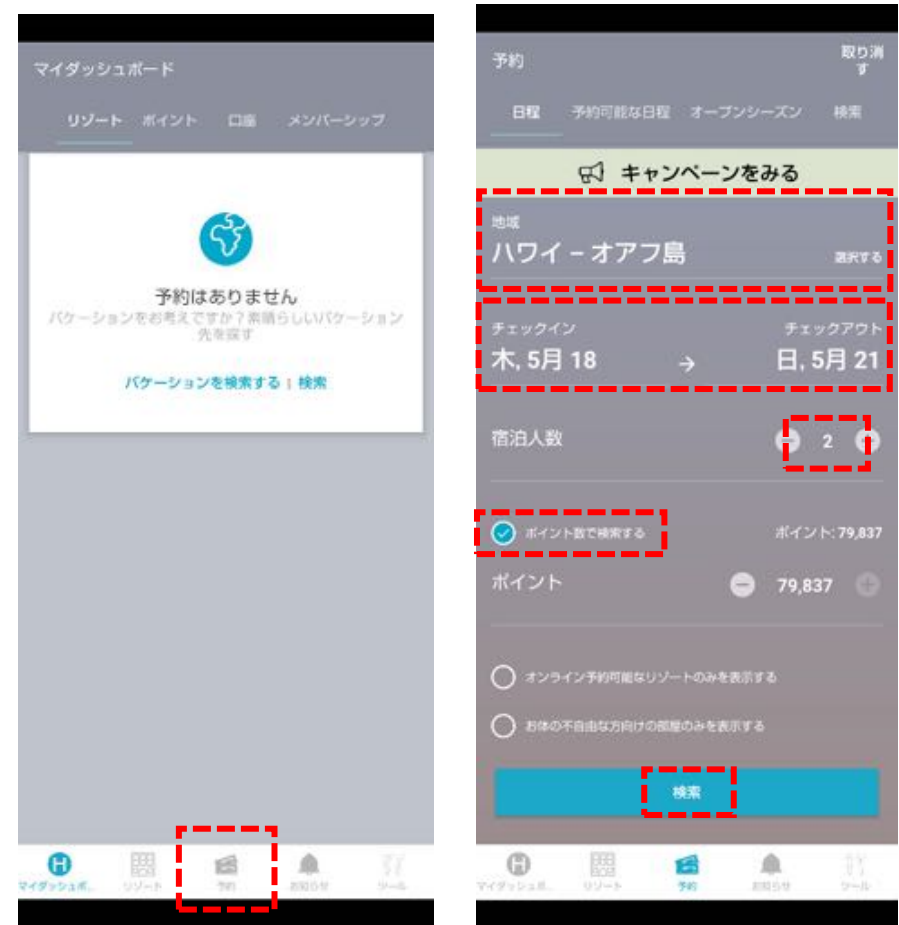 マイダッシュボード
リゾート ポイント 口座 メンバーシップ
予約はありません
バケーションをお考えですか？素晴らしいバケーション
先を探す
バケーションを検索する | 検索
マイダッシュボ..
リゾート
予約
お知らせ
ツール
予約
取り消
す
日程 予約可能な日程 オープンシーズン 検索
キャンペーンをみる
地域
ハワイ – オアフ島
選択する
チェックイン チェックアウト
木, 5月 18 → 日, 5月 21
宿泊人数 2
ポイント数で検索する ポイント: 79,837
ポイント 79,837
オンライン予約可能なリゾートのみを表示する
お体の不自由な方向けの部屋のみを表示する
検索
マイダッシュボ..
リゾート
予約
お知らせ
ツール